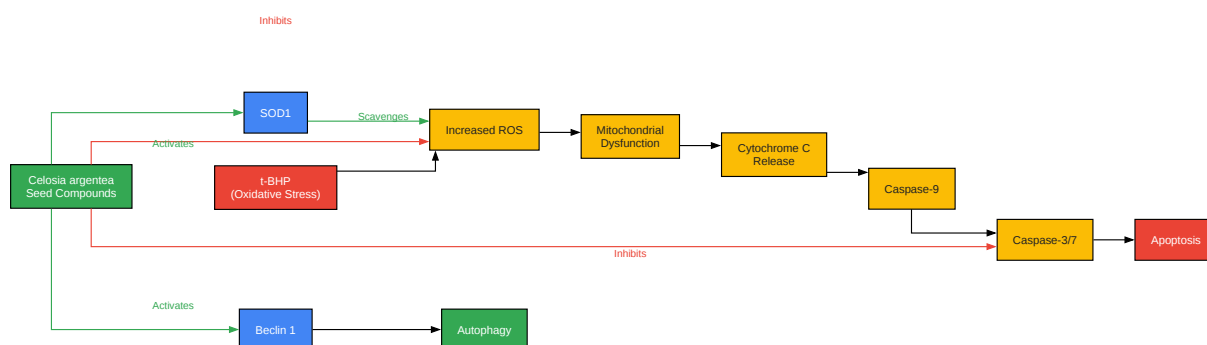 Inhibits
SOD1
Scavenges
Increased ROS
Mitochondrial
Dysfunction
Cytochrome C
Release
Activates
Celosia argentea
Seed Compounds
t-BHP
(Oxidative Stress)
Caspase-9
Caspase-3/7
Apoptosis
Inhibits
Activates
Beclin 1
Autophagy